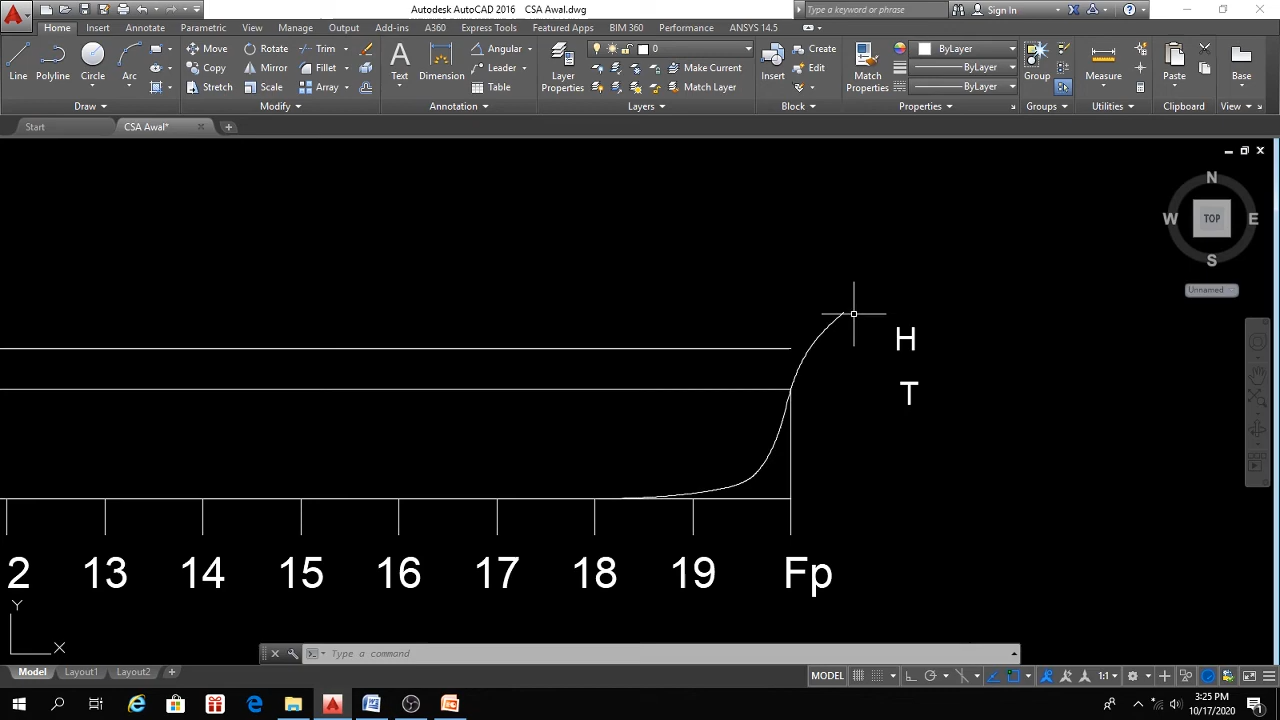 Autodesk AutoCAD 2016 CSA Awal.dwg
Type a keyword or phrase
Sign In
Home Insert Annotate Parametric View Manage Output Add-ins A360 Express Tools Featured Apps BIM 360 Performance ANSYS 14.5
Line Polyline Circle Arc
Move Rotate Trim
Copy Mirror Fillet
Stretch Scale Array
Text Dimension
Angular
Leader
Table
Layer Properties
0
Make Current
Match Layer
Insert
Create
Edit
Match Properties
ByLayer
ByLayer
ByLayer
Group
Measure
Paste
Base
Draw Modify Annotation Layers Block Properties Groups Utilities Clipboard View
Start CSA Awal*
N
W TOP E
S
Unnamed
H
T
2 13 14 15 16 17 18 19 Fp
Y
X
Type a command
Model Layout1 Layout2
MODEL 1:1
3:25 PM
10/17/2020